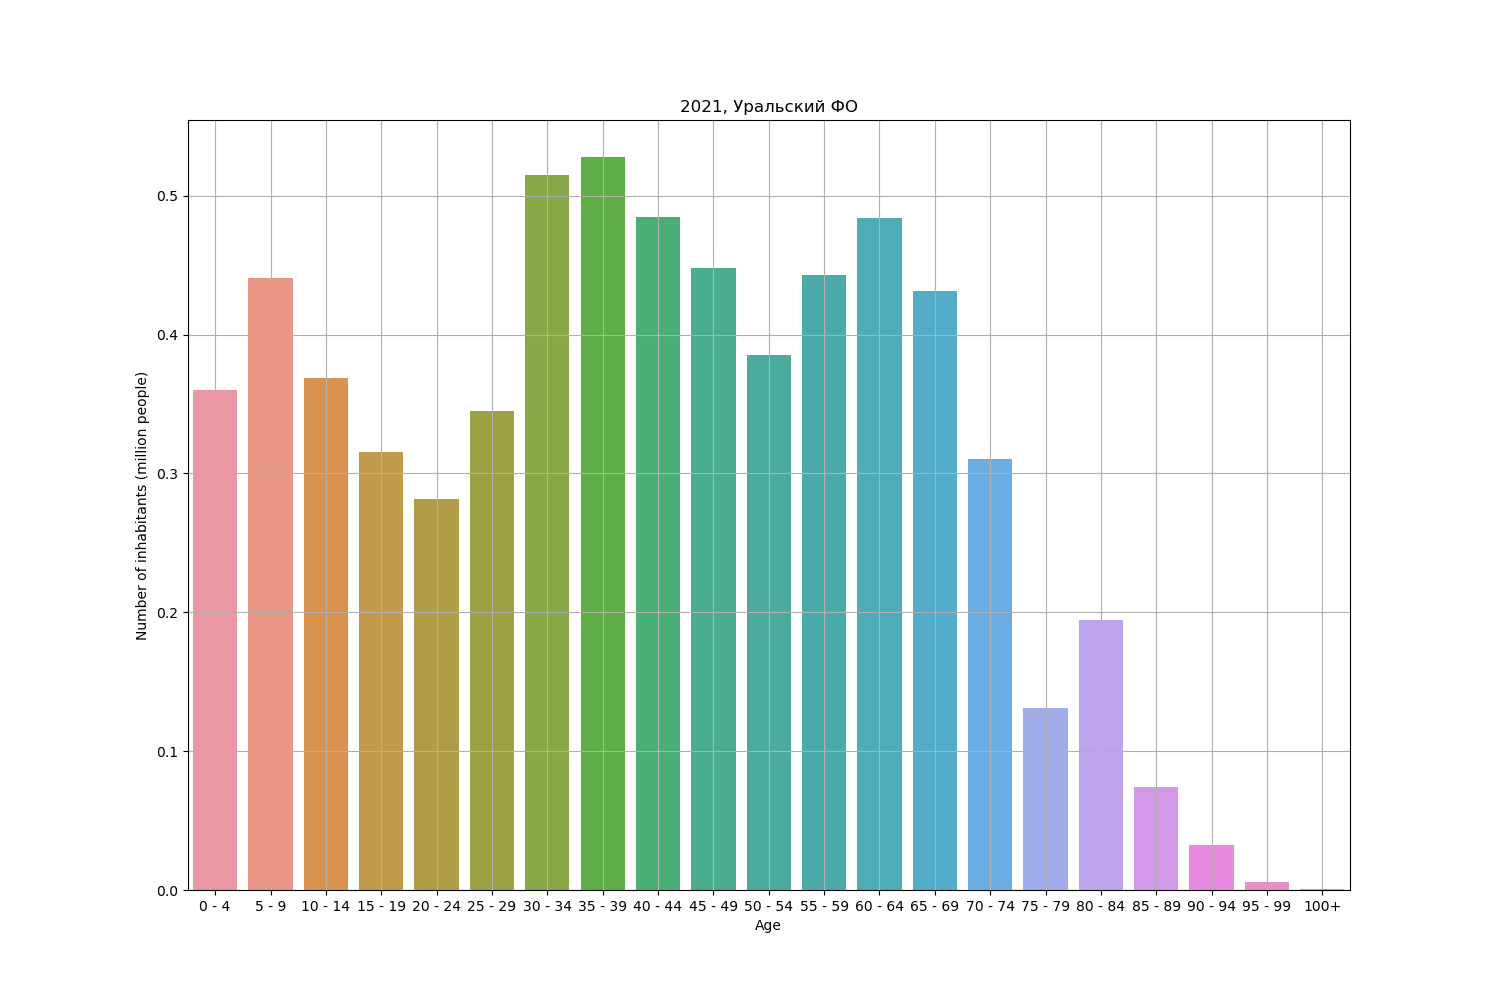 2021, Уральский ФО
Number of inhabitants (million people)
0.5
0.4
0.3
0.2
0.1
0.0
0 - 4 5 - 9 10 - 14 15 - 19 20 - 24 25 - 29 30 - 34 35 - 39 40 - 44 45 - 49 50 - 54 55 - 59 60 - 64 65 - 69 70 - 74 75 - 79 80 - 84 85 - 89 90 - 94 95 - 99 100+
Age